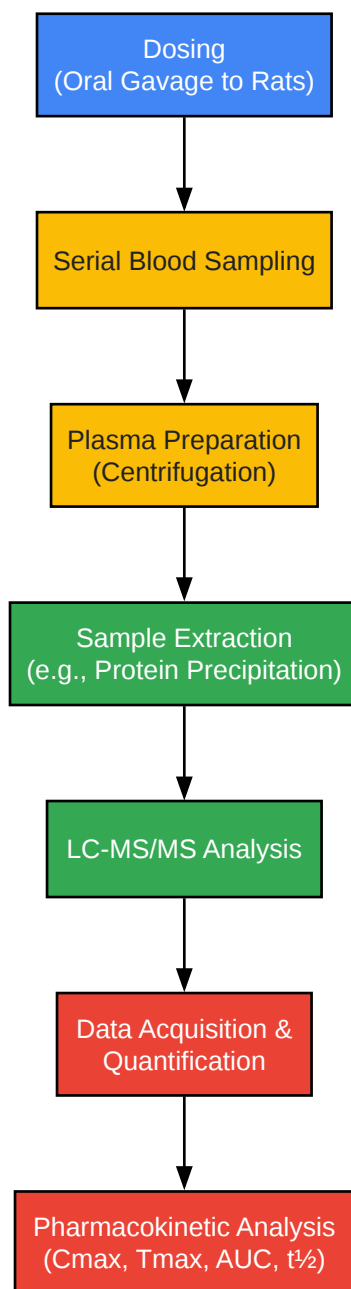 Dosing
(Oral Gavage to Rats)
Serial Blood Sampling
Plasma Preparation
(Centrifugation)
Sample Extraction
(e.g., Protein Precipitation)
LC-MS/MS Analysis
Data Acquisition &
Quantification
Pharmacokinetic Analysis
(Cmax, Tmax, AUC, t½)